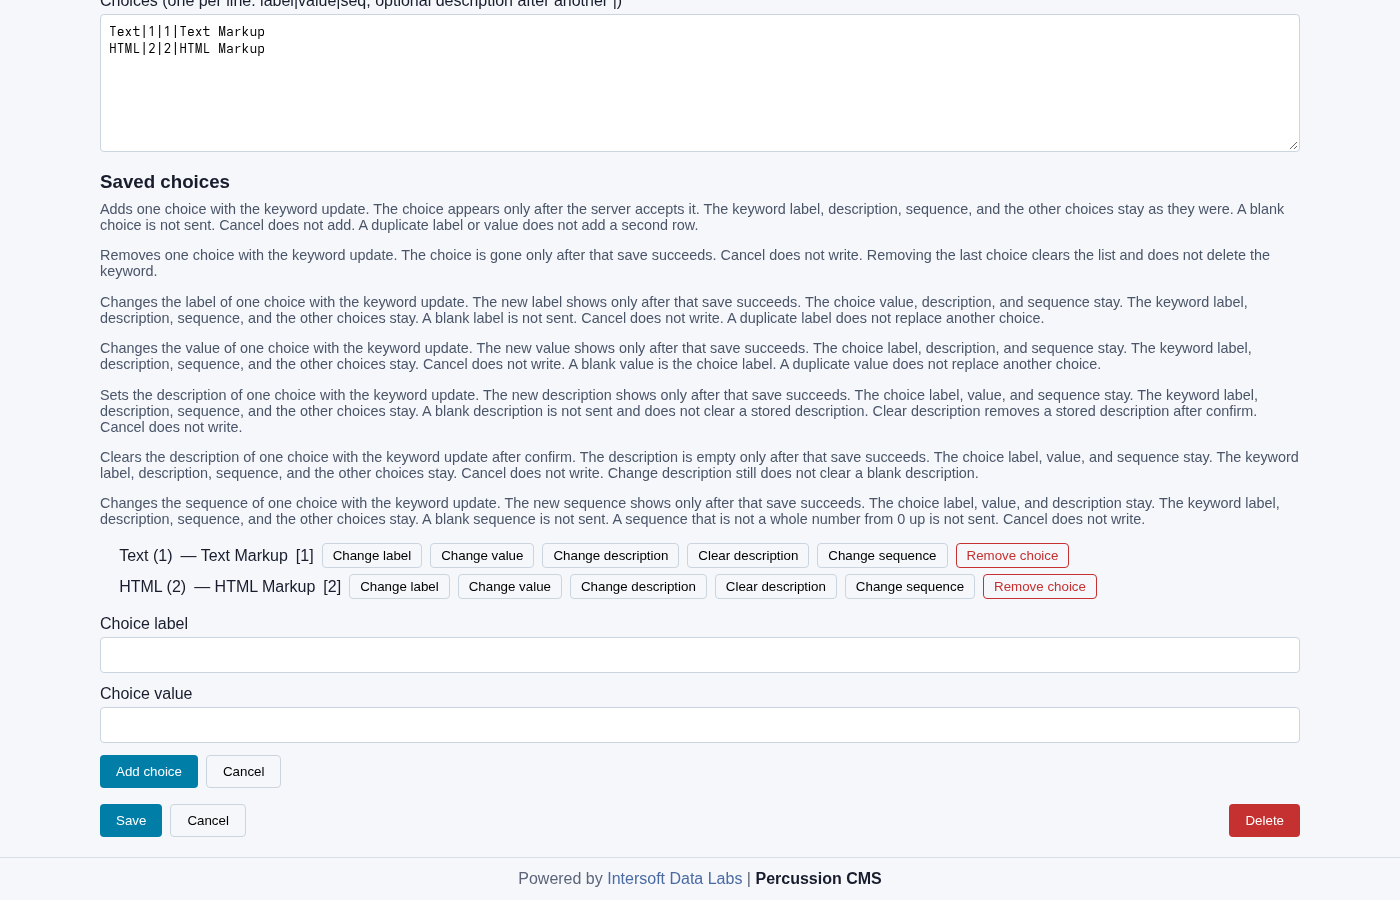 Choices (one per line: label|value|seq, optional description after another |)
Text|1|1|Text Markup
HTML|2|2|HTML Markup
Saved choices
Adds one choice with the keyword update. The choice appears only after the server accepts it. The keyword label, description, sequence, and the other choices stay as they were. A blank
choice is not sent. Cancel does not add. A duplicate label or value does not add a second row.
Removes one choice with the keyword update. The choice is gone only after that save succeeds. Cancel does not write. Removing the last choice clears the list and does not delete the
keyword.
Changes the label of one choice with the keyword update. The new label shows only after that save succeeds. The choice value, description, and sequence stay. The keyword label,
description, sequence, and the other choices stay. A blank label is not sent. Cancel does not write. A duplicate label does not replace another choice.
Changes the value of one choice with the keyword update. The new value shows only after that save succeeds. The choice label, description, and sequence stay. The keyword label,
description, sequence, and the other choices stay. Cancel does not write. A blank value is the choice label. A duplicate value does not replace another choice.
Sets the description of one choice with the keyword update. The new description shows only after that save succeeds. The choice label, value, and sequence stay. The keyword label,
description, sequence, and the other choices stay. A blank description is not sent and does not clear a stored description. Clear description removes a stored description after confirm.
Cancel does not write.
Clears the description of one choice with the keyword update after confirm. The description is empty only after that save succeeds. The choice label, value, and sequence stay. The keyword
label, description, sequence, and the other choices stay. Cancel does not write. Change description still does not clear a blank description.
Changes the sequence of one choice with the keyword update. The new sequence shows only after that save succeeds. The choice label, value, and description stay. The keyword label,
description, sequence, and the other choices stay. A blank sequence is not sent. A sequence that is not a whole number from 0 up is not sent. Cancel does not write.
Text (1) — Text Markup [1] Change label Change value Change description Clear description Change sequence Remove choice
HTML (2) — HTML Markup [2] Change label Change value Change description Clear description Change sequence Remove choice
Choice label
Choice value
Add choice Cancel
Save Cancel Delete
Powered by Intersoft Data Labs | Percussion CMS